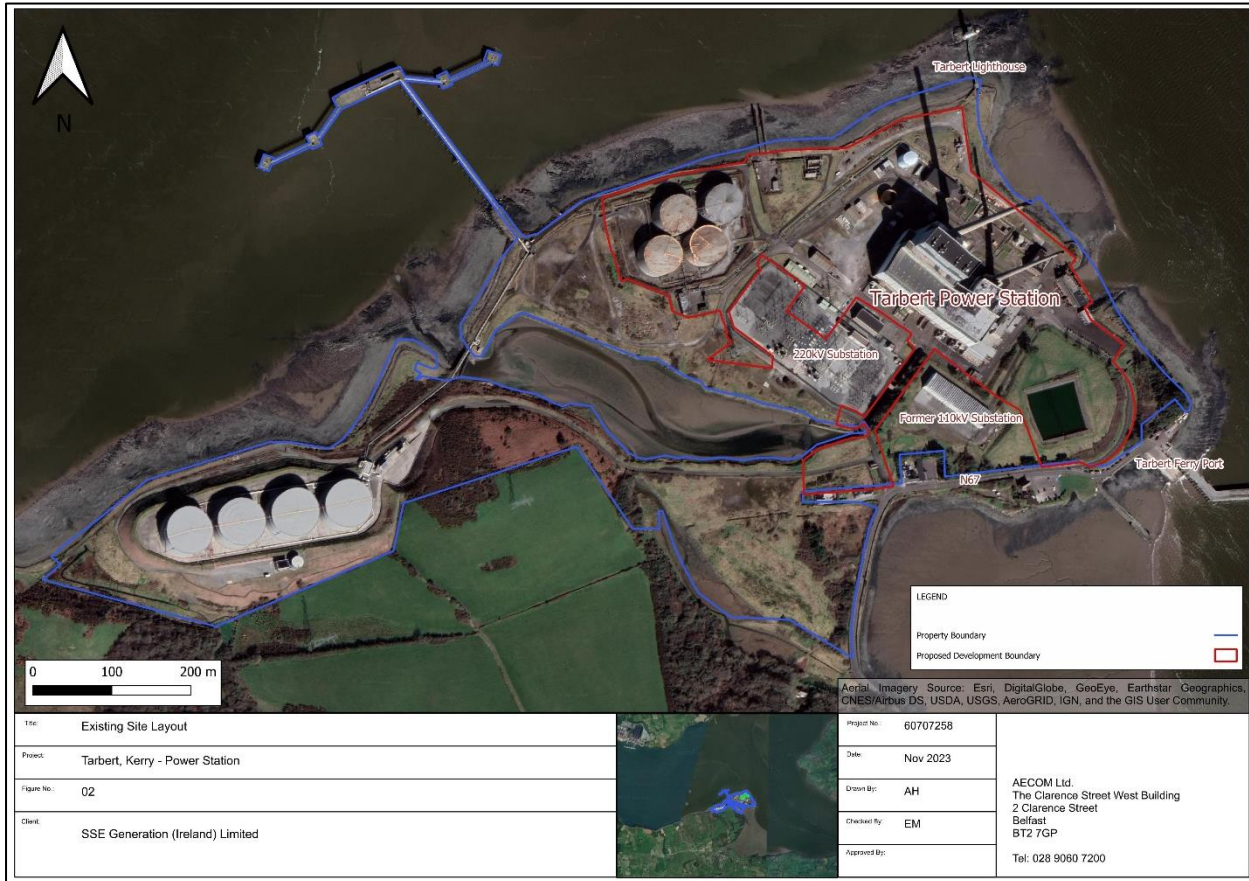 N
Tarbert Lighthouse
Tarbert Power Station
220kV Substation
Former 110kV Substation
Tarbert Ferry Port
N67
LEGEND
Property Boundary
Proposed Development Boundary
0 100 200 m
Aerial Imagery Source: Esri, DigitalGlobe, GeoEye, Earthstar Geographics,
CNES/Airbus DS, USDA, USGS, AeroGRID, IGN, and the GIS User Community.
Title: Existing Site Layout
Project: Tarbert, Kerry - Power Station
Figure No.: 02
Client: SSE Generation (Ireland) Limited
Project No.: 60707258
Date: Nov 2023
Drawn By: AH
Checked By: EM
Approved By:
AECOM Ltd.
The Clarence Street West Building
2 Clarence Street
Belfast
BT2 7GP
Tel: 028 9060 7200